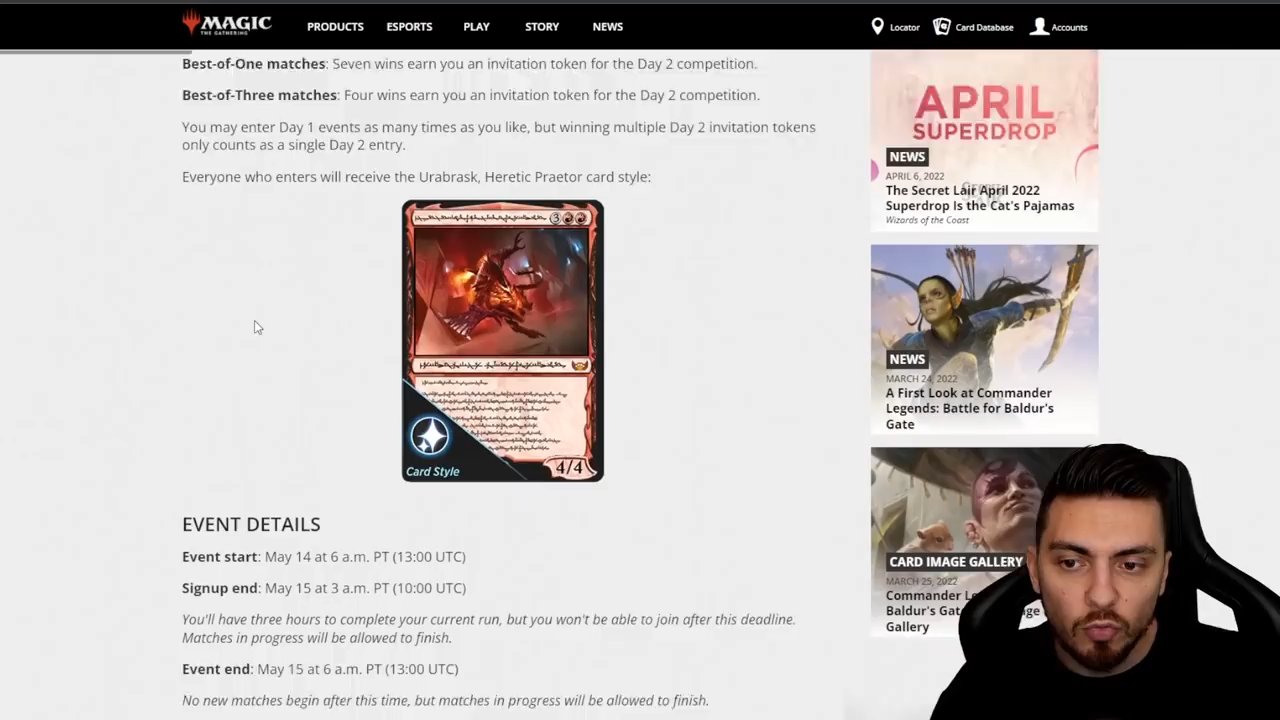 MAGIC
THE GATHERING
PRODUCTS
ESPORTS
PLAY
STORY
NEWS
Locator
Card Database
Accounts
Best-of-One matches: Seven wins earn you an invitation token for the Day 2 competition.
Best-of-Three matches: Four wins earn you an invitation token for the Day 2 competition.
You may enter Day 1 events as many times as you like, but winning multiple Day 2 invitation tokens
only counts as a single Day 2 entry.
Everyone who enters will receive the Urabrask, Heretic Praetor card style:
3
Card Style
4/4
EVENT DETAILS
Event start: May 14 at 6 a.m. PT (13:00 UTC)
Signup end: May 15 at 3 a.m. PT (10:00 UTC)
You'll have three hours to complete your current run, but you won't be able to join after this deadline.
Matches in progress will be allowed to finish.
Event end: May 15 at 6 a.m. PT (13:00 UTC)
No new matches begin after this time, but matches in progress will be allowed to finish.
APRIL
SUPERDROP
NEWS
APRIL 6, 2022
The Secret Lair April 2022
Superdrop Is the Cat's Pajamas
Wizards of the Coast
NEWS
MARCH 24, 2022
A First Look at Commander
Legends: Battle for Baldur's
Gate
CARD IMAGE GALLERY
MARCH 25, 2022
Commander
Baldur's
Gallery